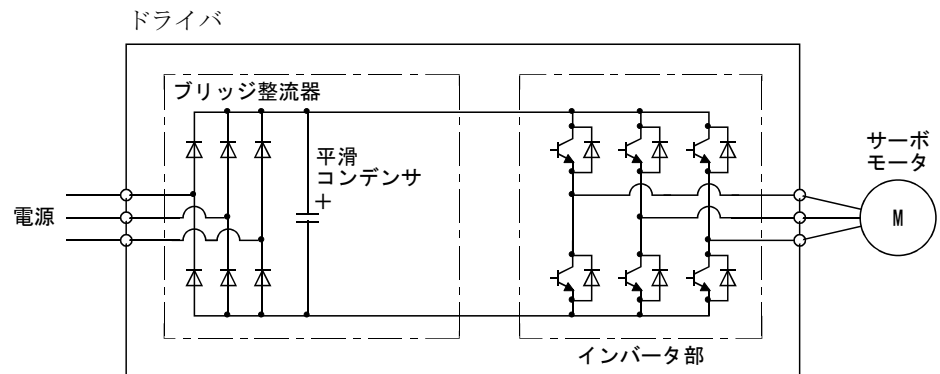 ドライバ
ブリッジ整流器
平滑
コンデンサ
+
電源
サーボ
モータ
M
インバータ部